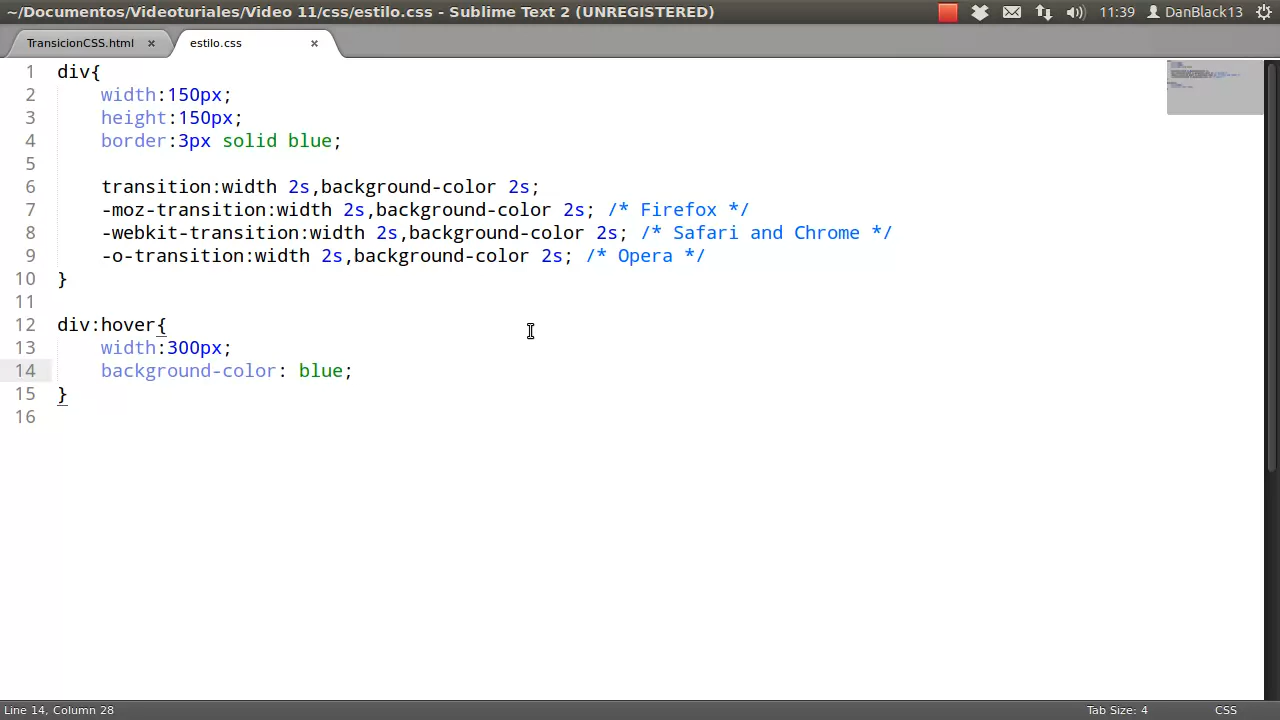 ~/Documentos/Videoturiales/Video 11/css/estilo.css - Sublime Text 2 (UNREGISTERED) 11:39 DanBlack13
TransicionCSS.html × estilo.css ×
1 div{
2 width:150px;
3 height:150px;
4 border:3px solid blue;
5
6 transition:width 2s,background-color 2s;
7 -moz-transition:width 2s,background-color 2s; /* Firefox */
8 -webkit-transition:width 2s,background-color 2s; /* Safari and Chrome */
9 -o-transition:width 2s,background-color 2s; /* Opera */
10 }
11
12 div:hover{
13 width:300px;
14 background-color: blue;
15 }
16
Line 14, Column 28 Tab Size: 4 CSS